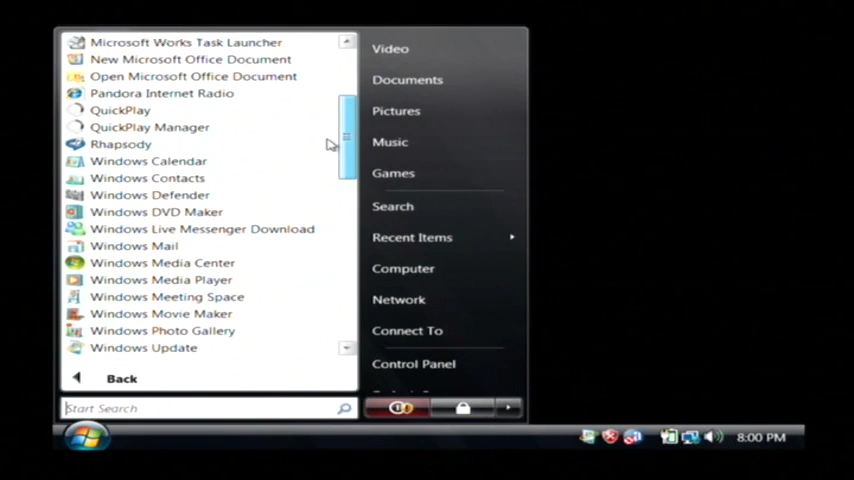 Microsoft Works Task Launcher
New Microsoft Office Document
Open Microsoft Office Document
Pandora Internet Radio
QuickPlay
QuickPlay Manager
Rhapsody
Windows Calendar
Windows Contacts
Windows Defender
Windows DVD Maker
Windows Live Messenger Download
Windows Mail
Windows Media Center
Windows Media Player
Windows Meeting Space
Windows Movie Maker
Windows Photo Gallery
Windows Update
Back
Start Search
Video
Documents
Pictures
Music
Games
Search
Recent Items
Computer
Network
Connect To
Control Panel
8:00 PM